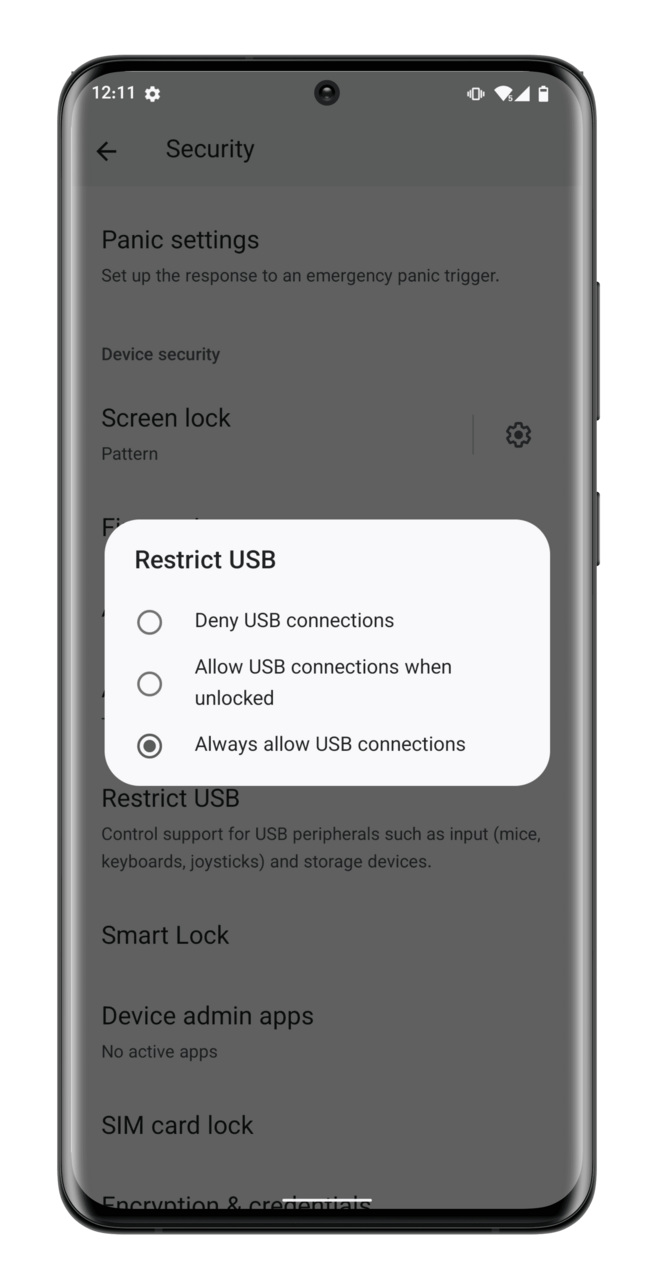 12:11
Security
Panic settings
Set up the response to an emergency panic trigger.
Device security
Screen lock
Pattern
Restrict USB
Deny USB connections
Allow USB connections when
unlocked
Always allow USB connections
Restrict USB
Control support for USB peripherals such as input (mice,
keyboards, joysticks) and storage devices.
Smart Lock
Device admin apps
No active apps
SIM card lock
Encryption & credentials